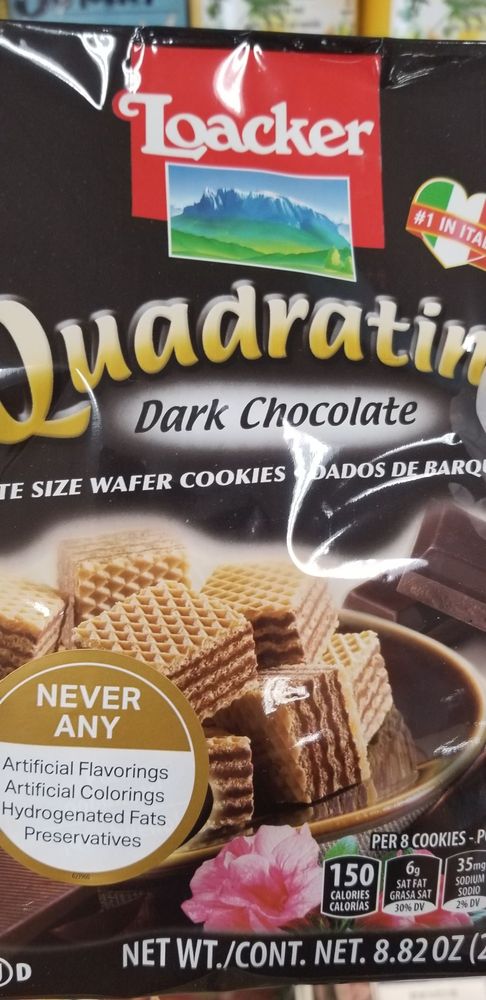 Loacker
#1 IN ITAL
Quadratin
Dark Chocolate
TE SIZE WAFER COOKIES DADOS DE BARQU
NEVER
ANY
Artificial Flavorings
Artificial Colorings
Hydrogenated Fats
Preservatives
PER 8 COOKIES - P
150
CALORIES
CALORÍAS
6g
SAT FAT
GRASA SAT
30% DV
35mg
SODIUM
SODIO
2% DV
NET WT./CONT. NET. 8.82 OZ (2
D